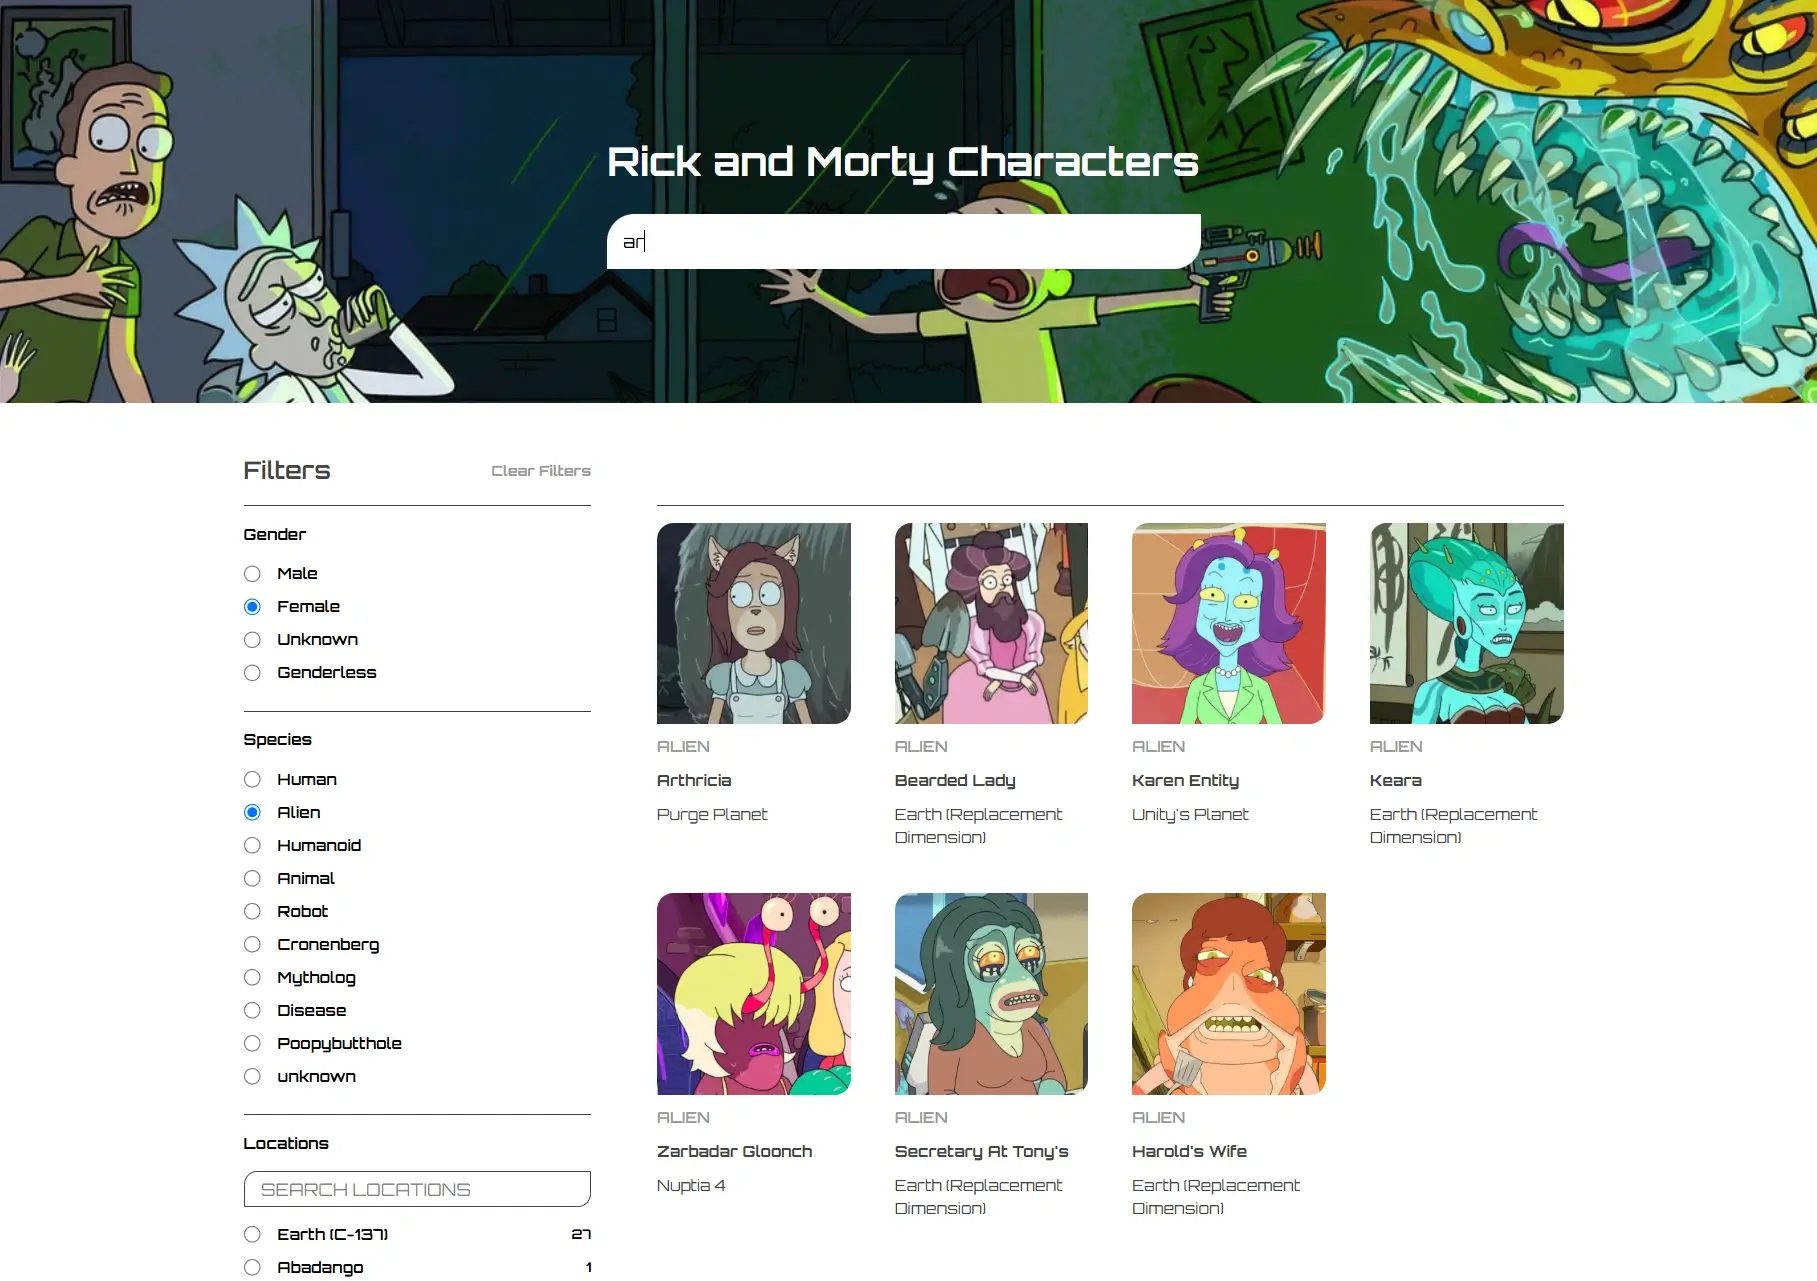 Rick and Morty Characters
ar
Filters
Clear Filters
Gender
Male
Female
Unknown
Genderless
Species
Human
Alien
Humanoid
Animal
Robot
Cronenberg
Mytholog
Disease
Poopybutthole
unknown
Locations
SEARCH LOCATIONS
Earth (C-137) 27
Abadango 1
ALIEN
Arthricia
Purge Planet
ALIEN
Bearded Lady
Earth (Replacement
Dimension)
ALIEN
Karen Entity
Unity's Planet
ALIEN
Keara
Earth (Replacement
Dimension)
ALIEN
Zarbadar Gloonch
Nuptia 4
ALIEN
Secretary At Tony's
Earth (Replacement
Dimension)
ALIEN
Harold's Wife
Earth (Replacement
Dimension)